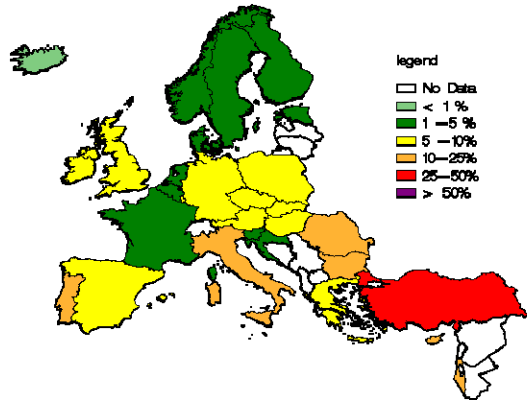 legend
No Data
< 1 %
1 –5 %
5 –10%
10–25%
25–50%
> 50%